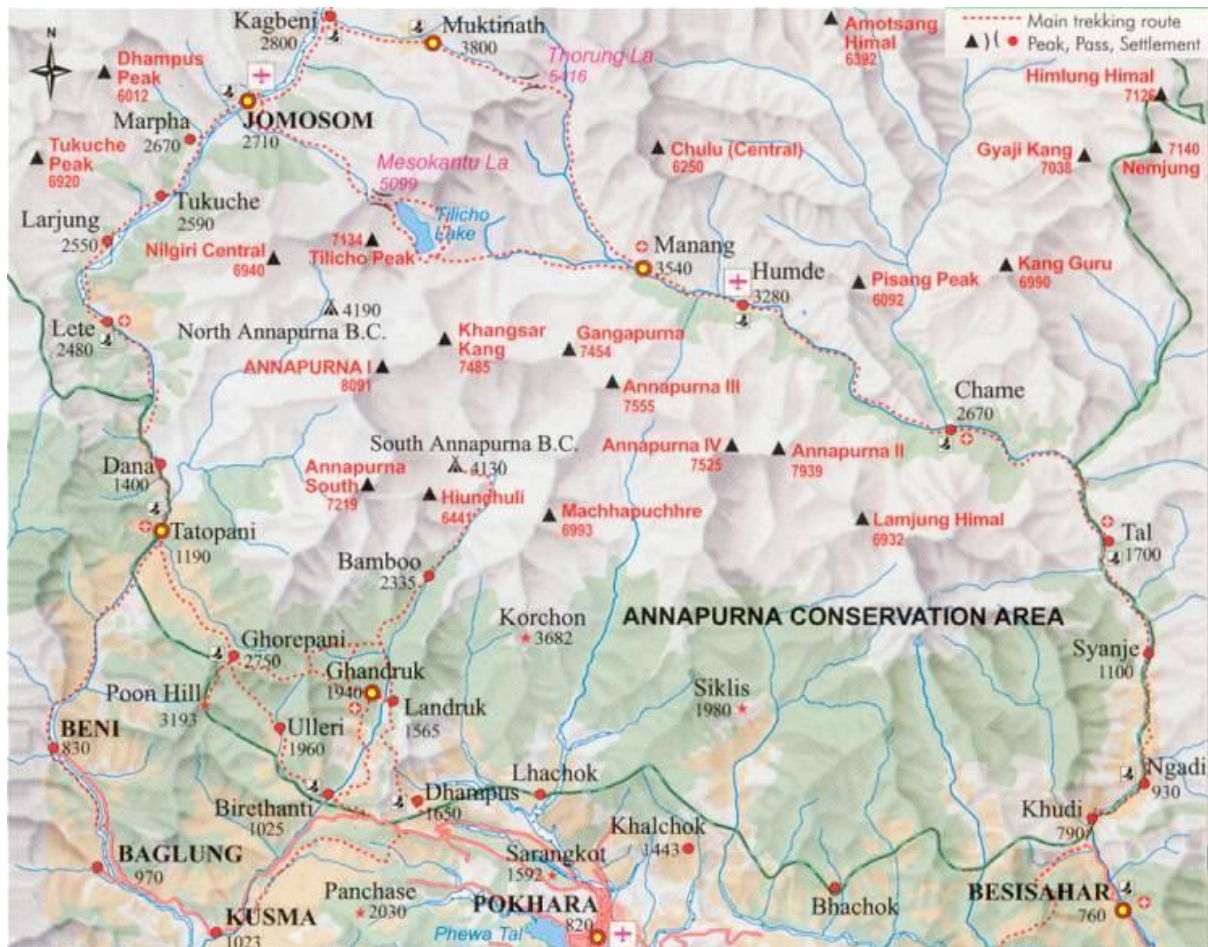 Kagbeni
2800
Muktinath
3800
Thorung La
5416
Amotsang
Himal
6392
Main trekking route
Peak, Pass, Settlement
N
Dhampus
Peak
6012
Himlung Himal
7126
JOMOSOM
2710
Marpha
2670
Tukuche
Peak
6920
Mesokantu La
5099
Chulu (Central)
6250
Gyaji Kang
7038
7140
Nemjung
Tukuche
2590
Larjung
2550
Nilgiri Central
6940
7134
Tilicho Peak
Tilicho
Lake
Manang
3540
Humde
3280
Pisang Peak
6092
Kang Guru
6990
4190
North Annapurna B.C.
Lete
2480
Khangsar
Kang
7485
Gangapurna
7454
ANNAPURNA I
8091
Annapurna III
7555
Chame
2670
South Annapurna B.C.
4130
Annapurna IV
7525
Annapurna II
7939
Dana
1400
Annapurna
South
7219
Hiunchuli
6441
Machhapuchhre
6993
Lamjung Himal
6932
Tatopani
1190
Tal
1700
Bamboo
2335
Korchon
3682
ANNAPURNA CONSERVATION AREA
Ghorepani
2750
Syanje
1100
Ghandruk
1940
Poon Hill
3193
Landruk
1565
Siklis
1980
BENI
830
Ulleri
1960
Birethanti
1025
Dhampus
1650
Lhachok
Ngadi
930
Khudi
790
Khalchok
1443
BAGLUNG
970
Sarangkot
1592
Panchase
2030
KUSMA
1023
POKHARA
820
Phewa Tal
Bhachok
BESISAHAR
760